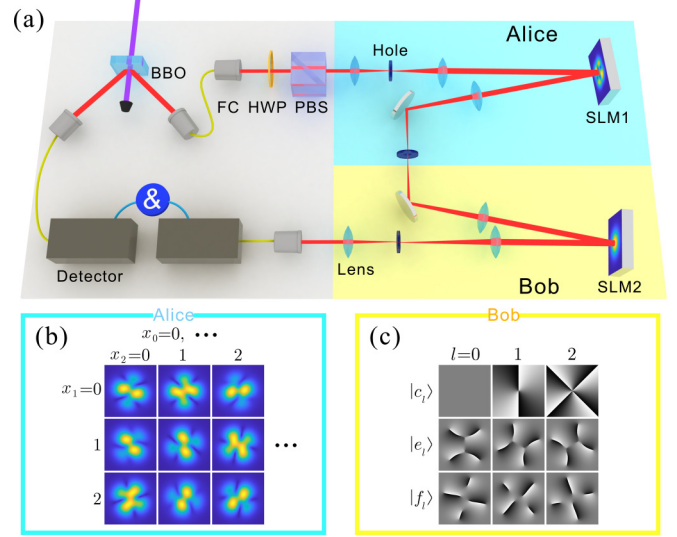 (a)
Alice
BBO
Hole
FC HWP PBS
SLM1
&
Detector
Lens
Bob
SLM2
Alice
(b)
x₀=0, •••
x₂=0 1 2
x₁=0
1
•••
2
Bob
(c)
l=0 1 2
|cₗ⟩
|eₗ⟩
|fₗ⟩